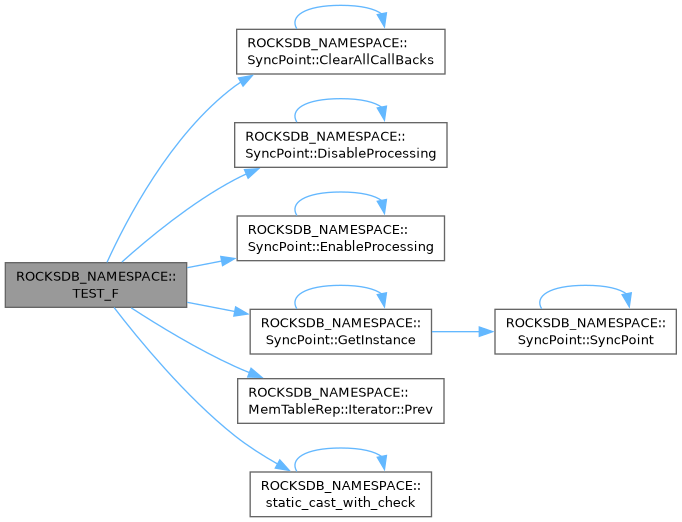 ROCKSDB_NAMESPACE::
SyncPoint::ClearAllCallBacks
ROCKSDB_NAMESPACE::
SyncPoint::DisableProcessing
ROCKSDB_NAMESPACE::
SyncPoint::EnableProcessing
ROCKSDB_NAMESPACE::
TEST_F
ROCKSDB_NAMESPACE::
SyncPoint::GetInstance
ROCKSDB_NAMESPACE::
SyncPoint::SyncPoint
ROCKSDB_NAMESPACE::
MemTableRep::Iterator::Prev
ROCKSDB_NAMESPACE::
static_cast_with_check